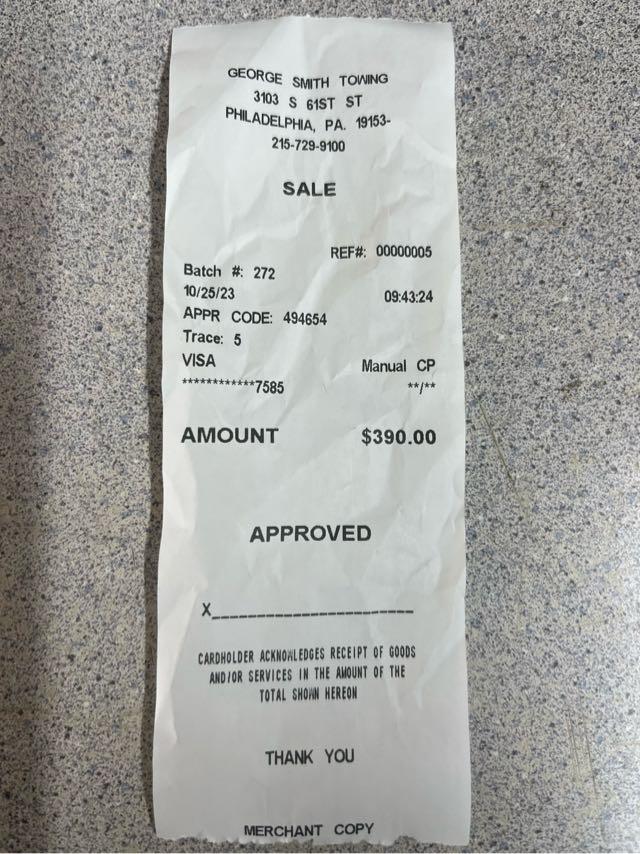 GEORGE SMITH TOWING
3103 S 61ST ST
PHILADELPHIA, PA. 19153-
215-729-9100
SALE
REF#: 00000005
Batch #: 272
10/25/23 09:43:24
APPR CODE: 494654
Trace: 5
VISA Manual CP
************7585 **/**
AMOUNT $390.00
APPROVED
X______________________
CARDHOLDER ACKNOWLEDGES RECEIPT OF GOODS
AND/OR SERVICES IN THE AMOUNT OF THE
TOTAL SHOWN HEREON
THANK YOU
MERCHANT COPY